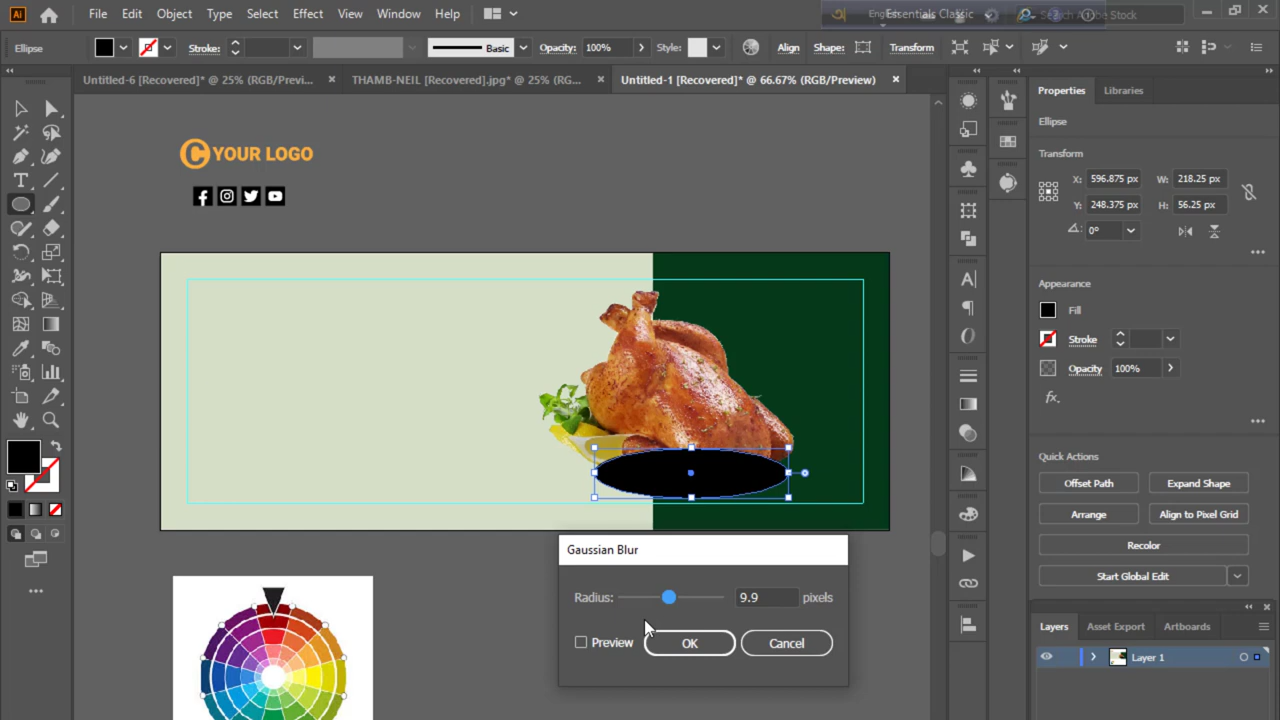 Ai File Edit Object Type Select Effect View Window Help Essentials Classic Search Adobe Stock
Ellipse Stroke: Basic Opacity: 100% Style: Align Shape: Transform
Untitled-6 [Recovered]* @ 25% (RGB/Previ... × THAMB-NEIL [Recovered].jpg* @ 25% (RG... × Untitled-1 [Recovered]* @ 66.67% (RGB/Preview) ×
Properties Libraries
Ellipse
Transform
X: 596.875 px W: 218.25 px
Y: 248.375 px H: 56.25 px
0°
Appearance
Fill
Stroke
Opacity 100%
fx.
Quick Actions
Offset Path Expand Shape
Arrange Align to Pixel Grid
Recolor
Start Global Edit
Layers Asset Export Artboards
Layer 1
C YOUR LOGO
Gaussian Blur
Radius: 9.9 pixels
Preview OK Cancel